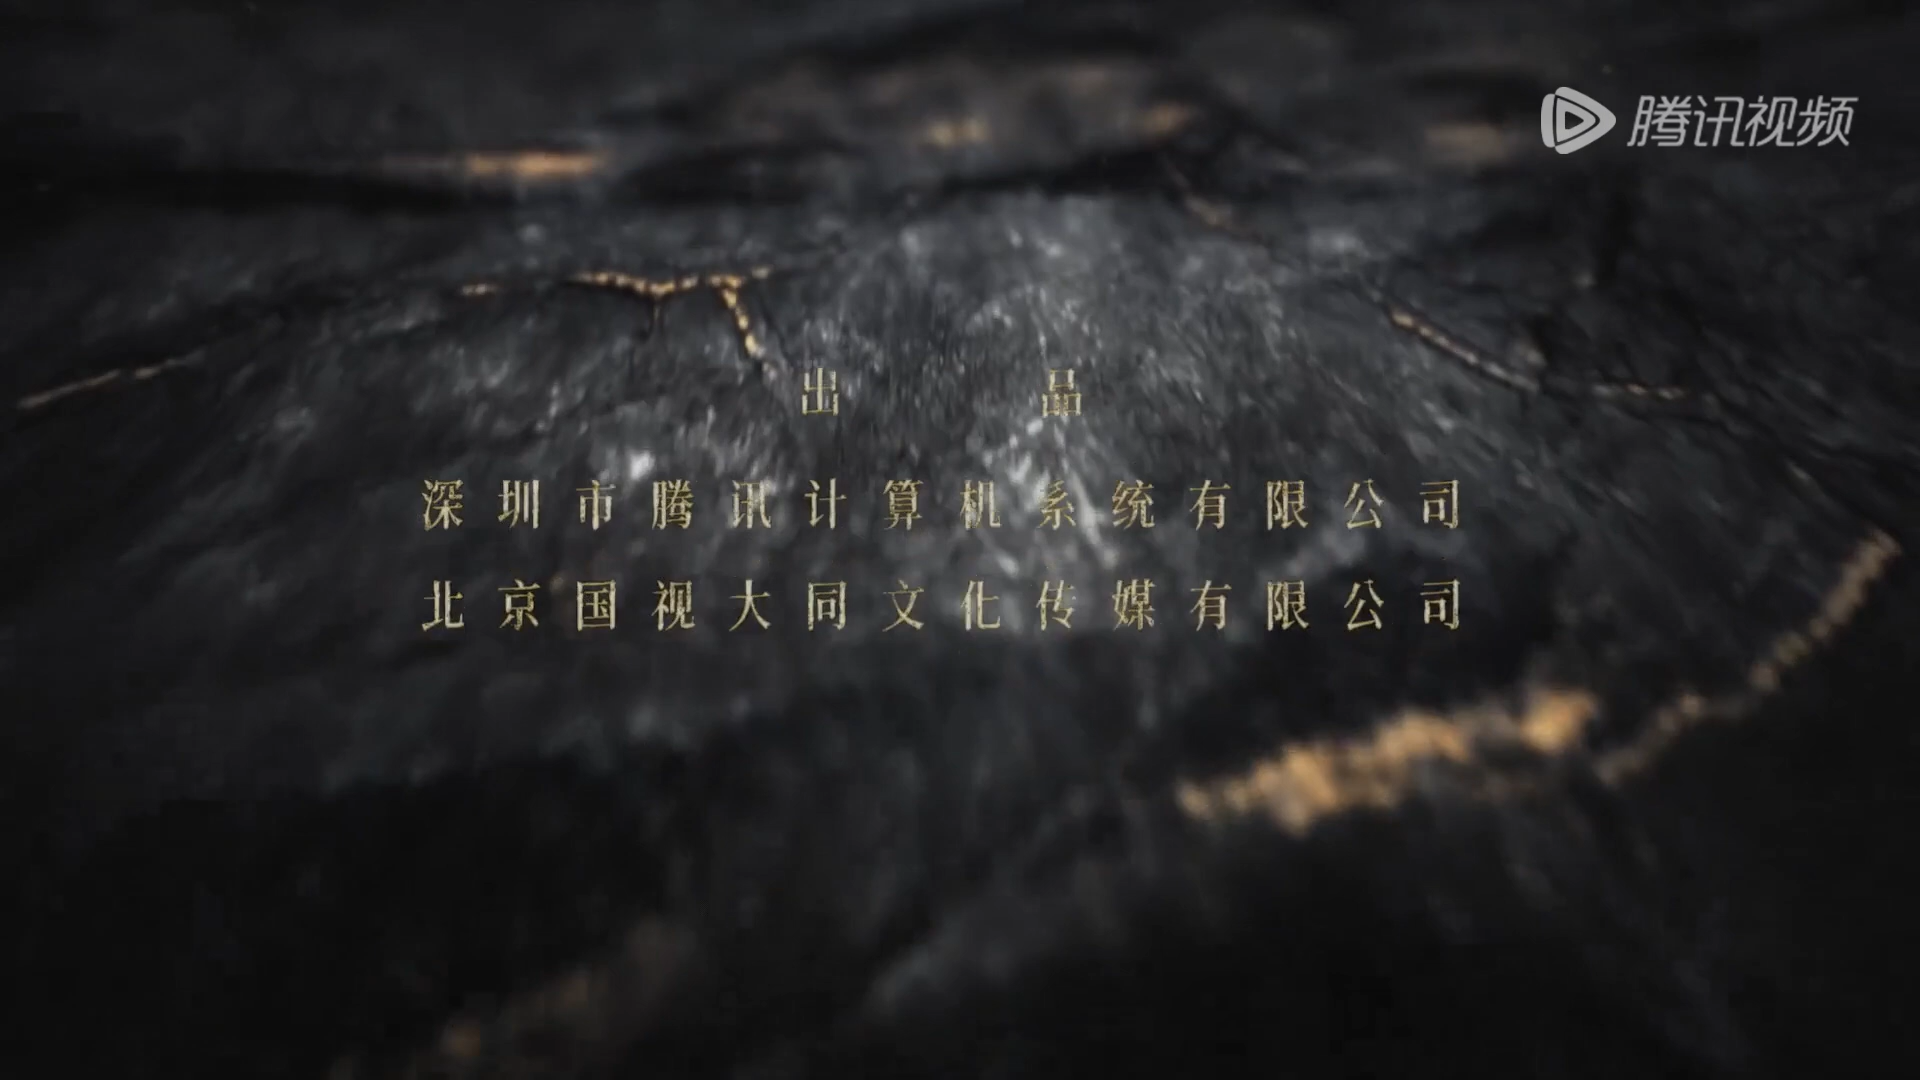 腾讯视频
出品
深圳市腾讯计算机系统有限公司
北京国视大同文化传媒有限公司